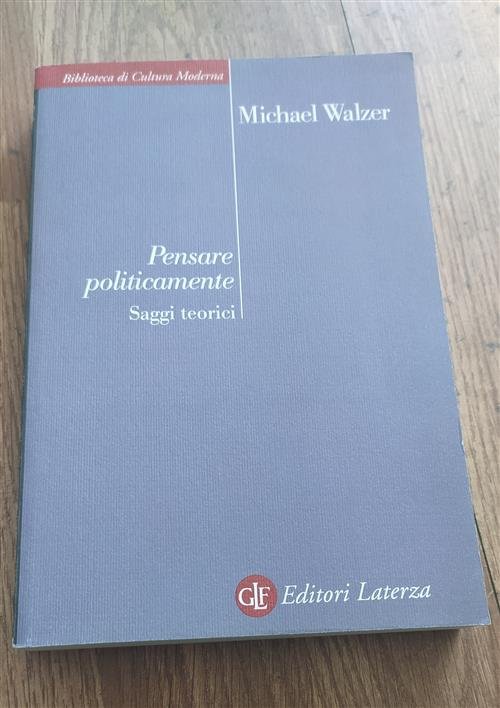 Biblioteca di Cultura Moderna
Michael Walzer
Pensare
politicamente
Saggi teorici
GLF Editori Laterza